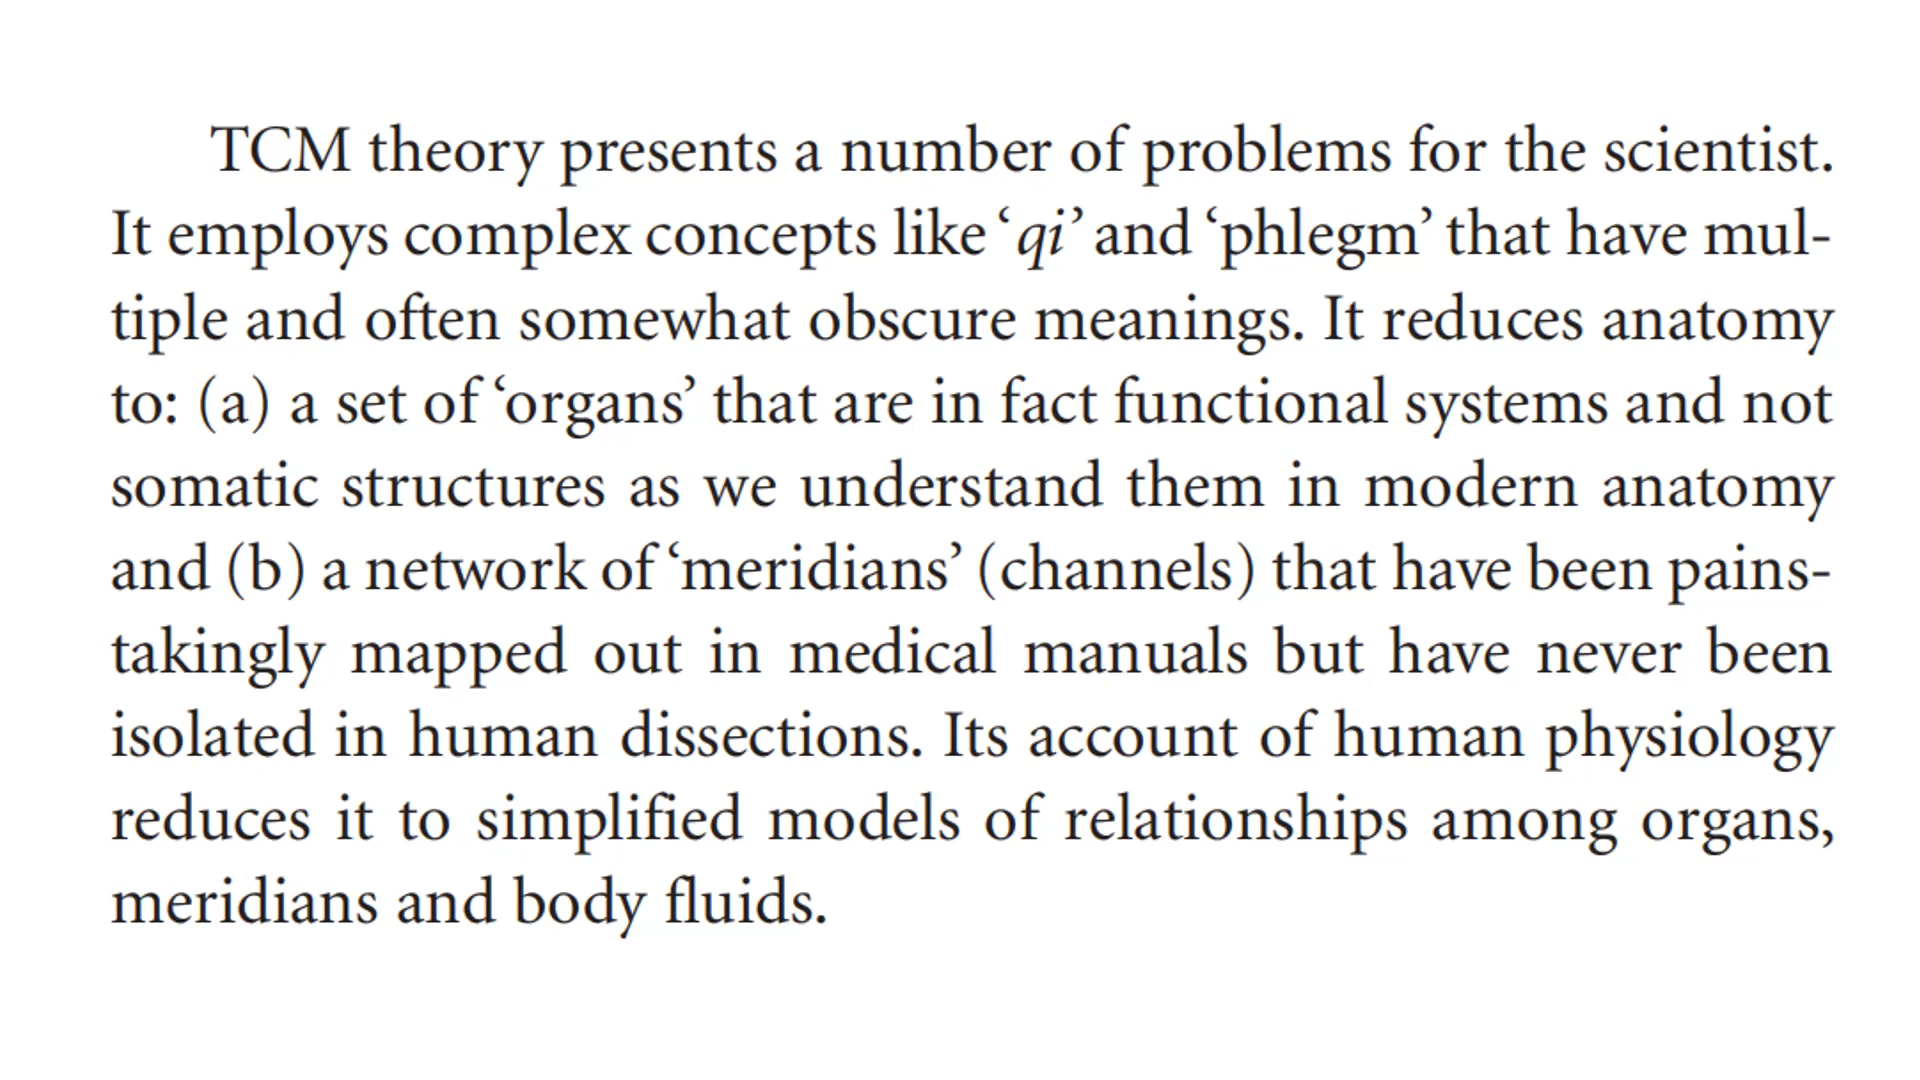 TCM theory presents a number of problems for the scientist.
It employs complex concepts like ‘qi’ and ‘phlegm’ that have mul-
tiple and often somewhat obscure meanings. It reduces anatomy
to: (a) a set of ‘organs’ that are in fact functional systems and not
somatic structures as we understand them in modern anatomy
and (b) a network of ‘meridians’ (channels) that have been pains-
takingly mapped out in medical manuals but have never been
isolated in human dissections. Its account of human physiology
reduces it to simplified models of relationships among organs,
meridians and body fluids.